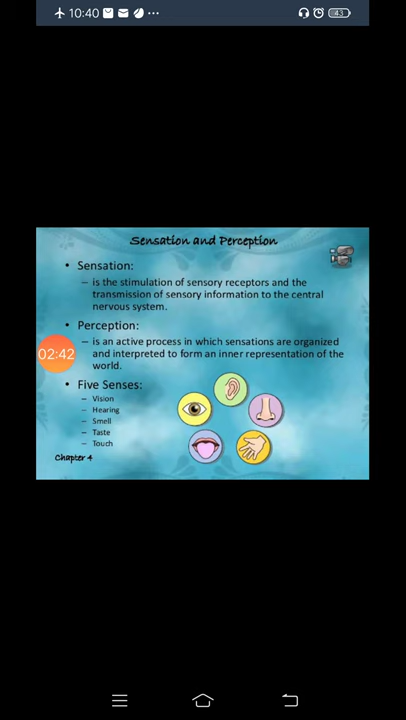 10:40
43
Sensation and Perception
• Sensation:
– is the stimulation of sensory receptors and the
transmission of sensory information to the central
nervous system.
• Perception:
– is an active process in which sensations are organized
and interpreted to form an inner representation of the
world.
02:42
• Five Senses:
– Vision
– Hearing
– Smell
– Taste
– Touch
Chapter 4